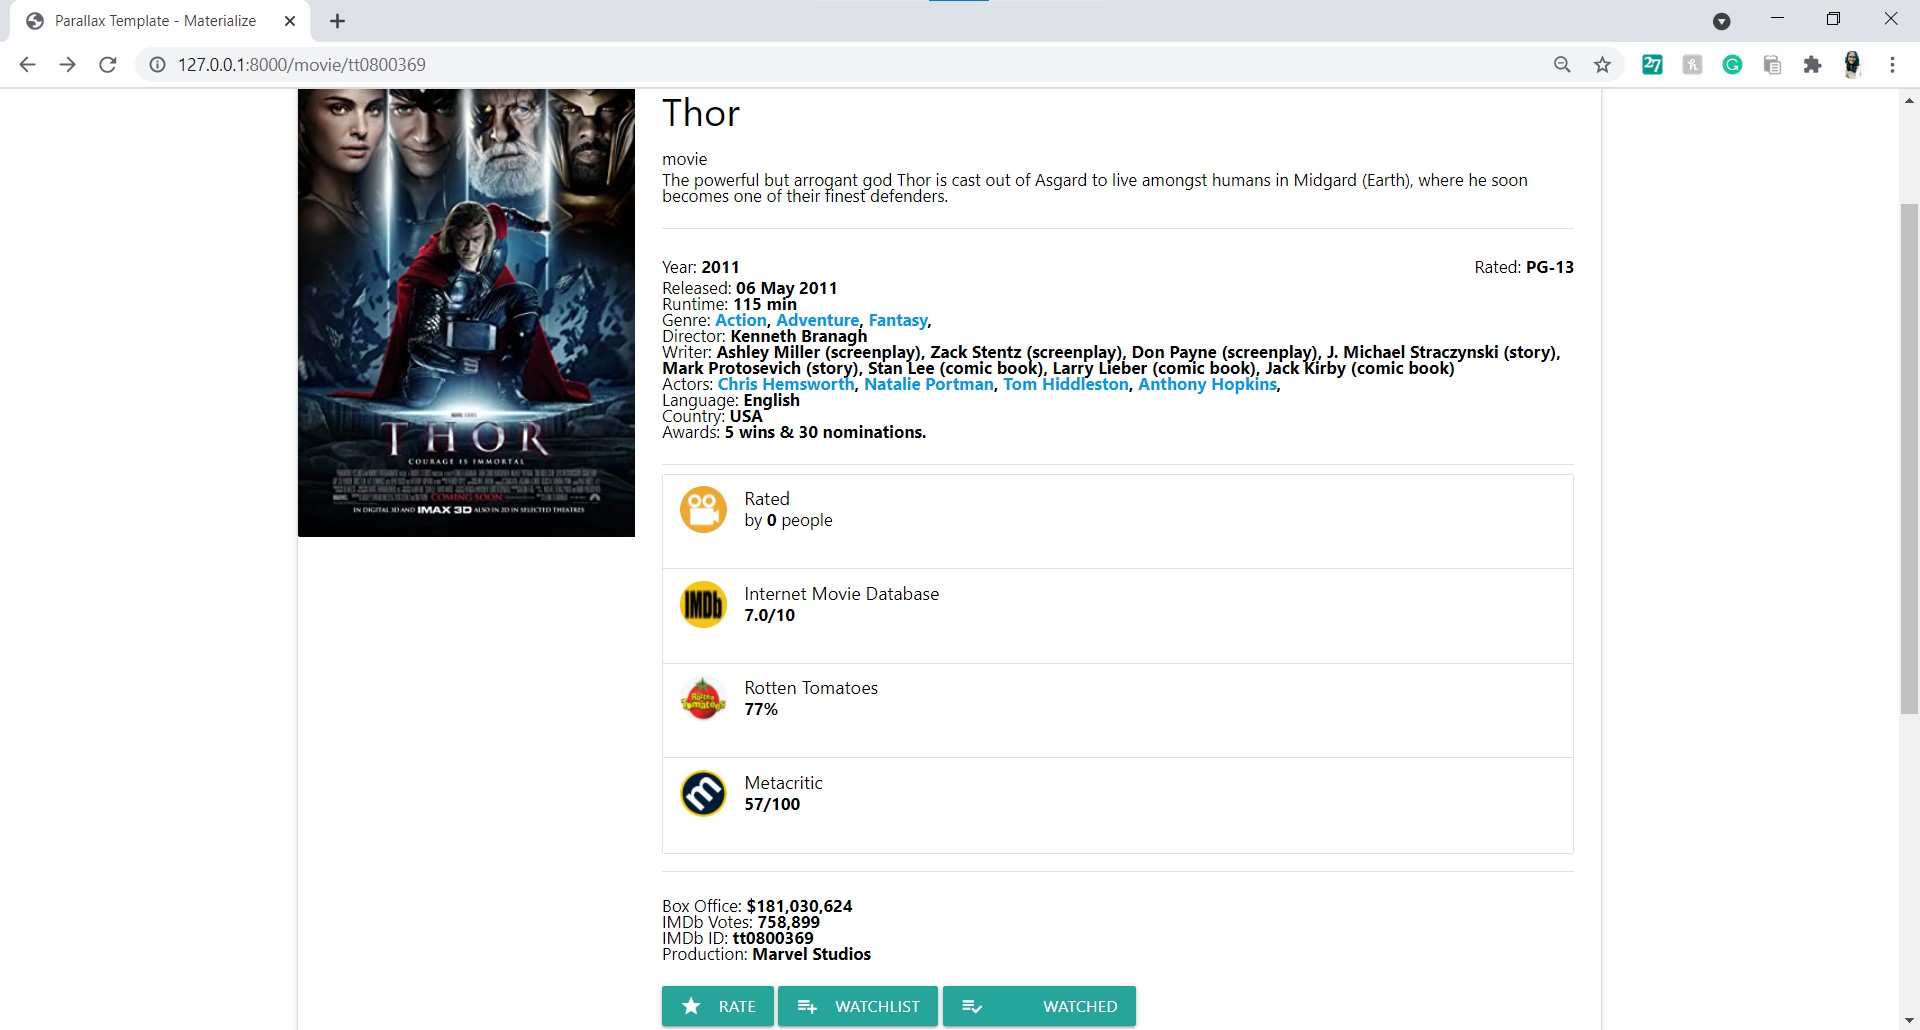 Parallax Template - Materialize
127.0.0.1:8000/movie/tt0800369
27
Thor
movie
The powerful but arrogant god Thor is cast out of Asgard to live amongst humans in Midgard (Earth), where he soon
becomes one of their finest defenders.
Year: 2011
Rated: PG-13
Released: 06 May 2011
Runtime: 115 min
Genre: Action, Adventure, Fantasy,
Director: Kenneth Branagh
Writer: Ashley Miller (screenplay), Zack Stentz (screenplay), Don Payne (screenplay), J. Michael Straczynski (story),
Mark Protosevich (story), Stan Lee (comic book), Larry Lieber (comic book), Jack Kirby (comic book)
Actors: Chris Hemsworth, Natalie Portman, Tom Hiddleston, Anthony Hopkins,
Language: English
Country: USA
Awards: 5 wins & 30 nominations.
THOR
COURAGE IS IMMORTAL
COMING SOON
IN DIGITAL 3D AND IMAX 3D ALSO IN 2D IN SELECTED THEATRES
Rated
by 0 people
IMDb
Internet Movie Database
7.0/10
Rotten Tomatoes
Rotten Tomatoes
77%
m
Metacritic
57/100
Box Office: $181,030,624
IMDb Votes: 758,899
IMDb ID: tt0800369
Production: Marvel Studios
RATE
WATCHLIST
WATCHED